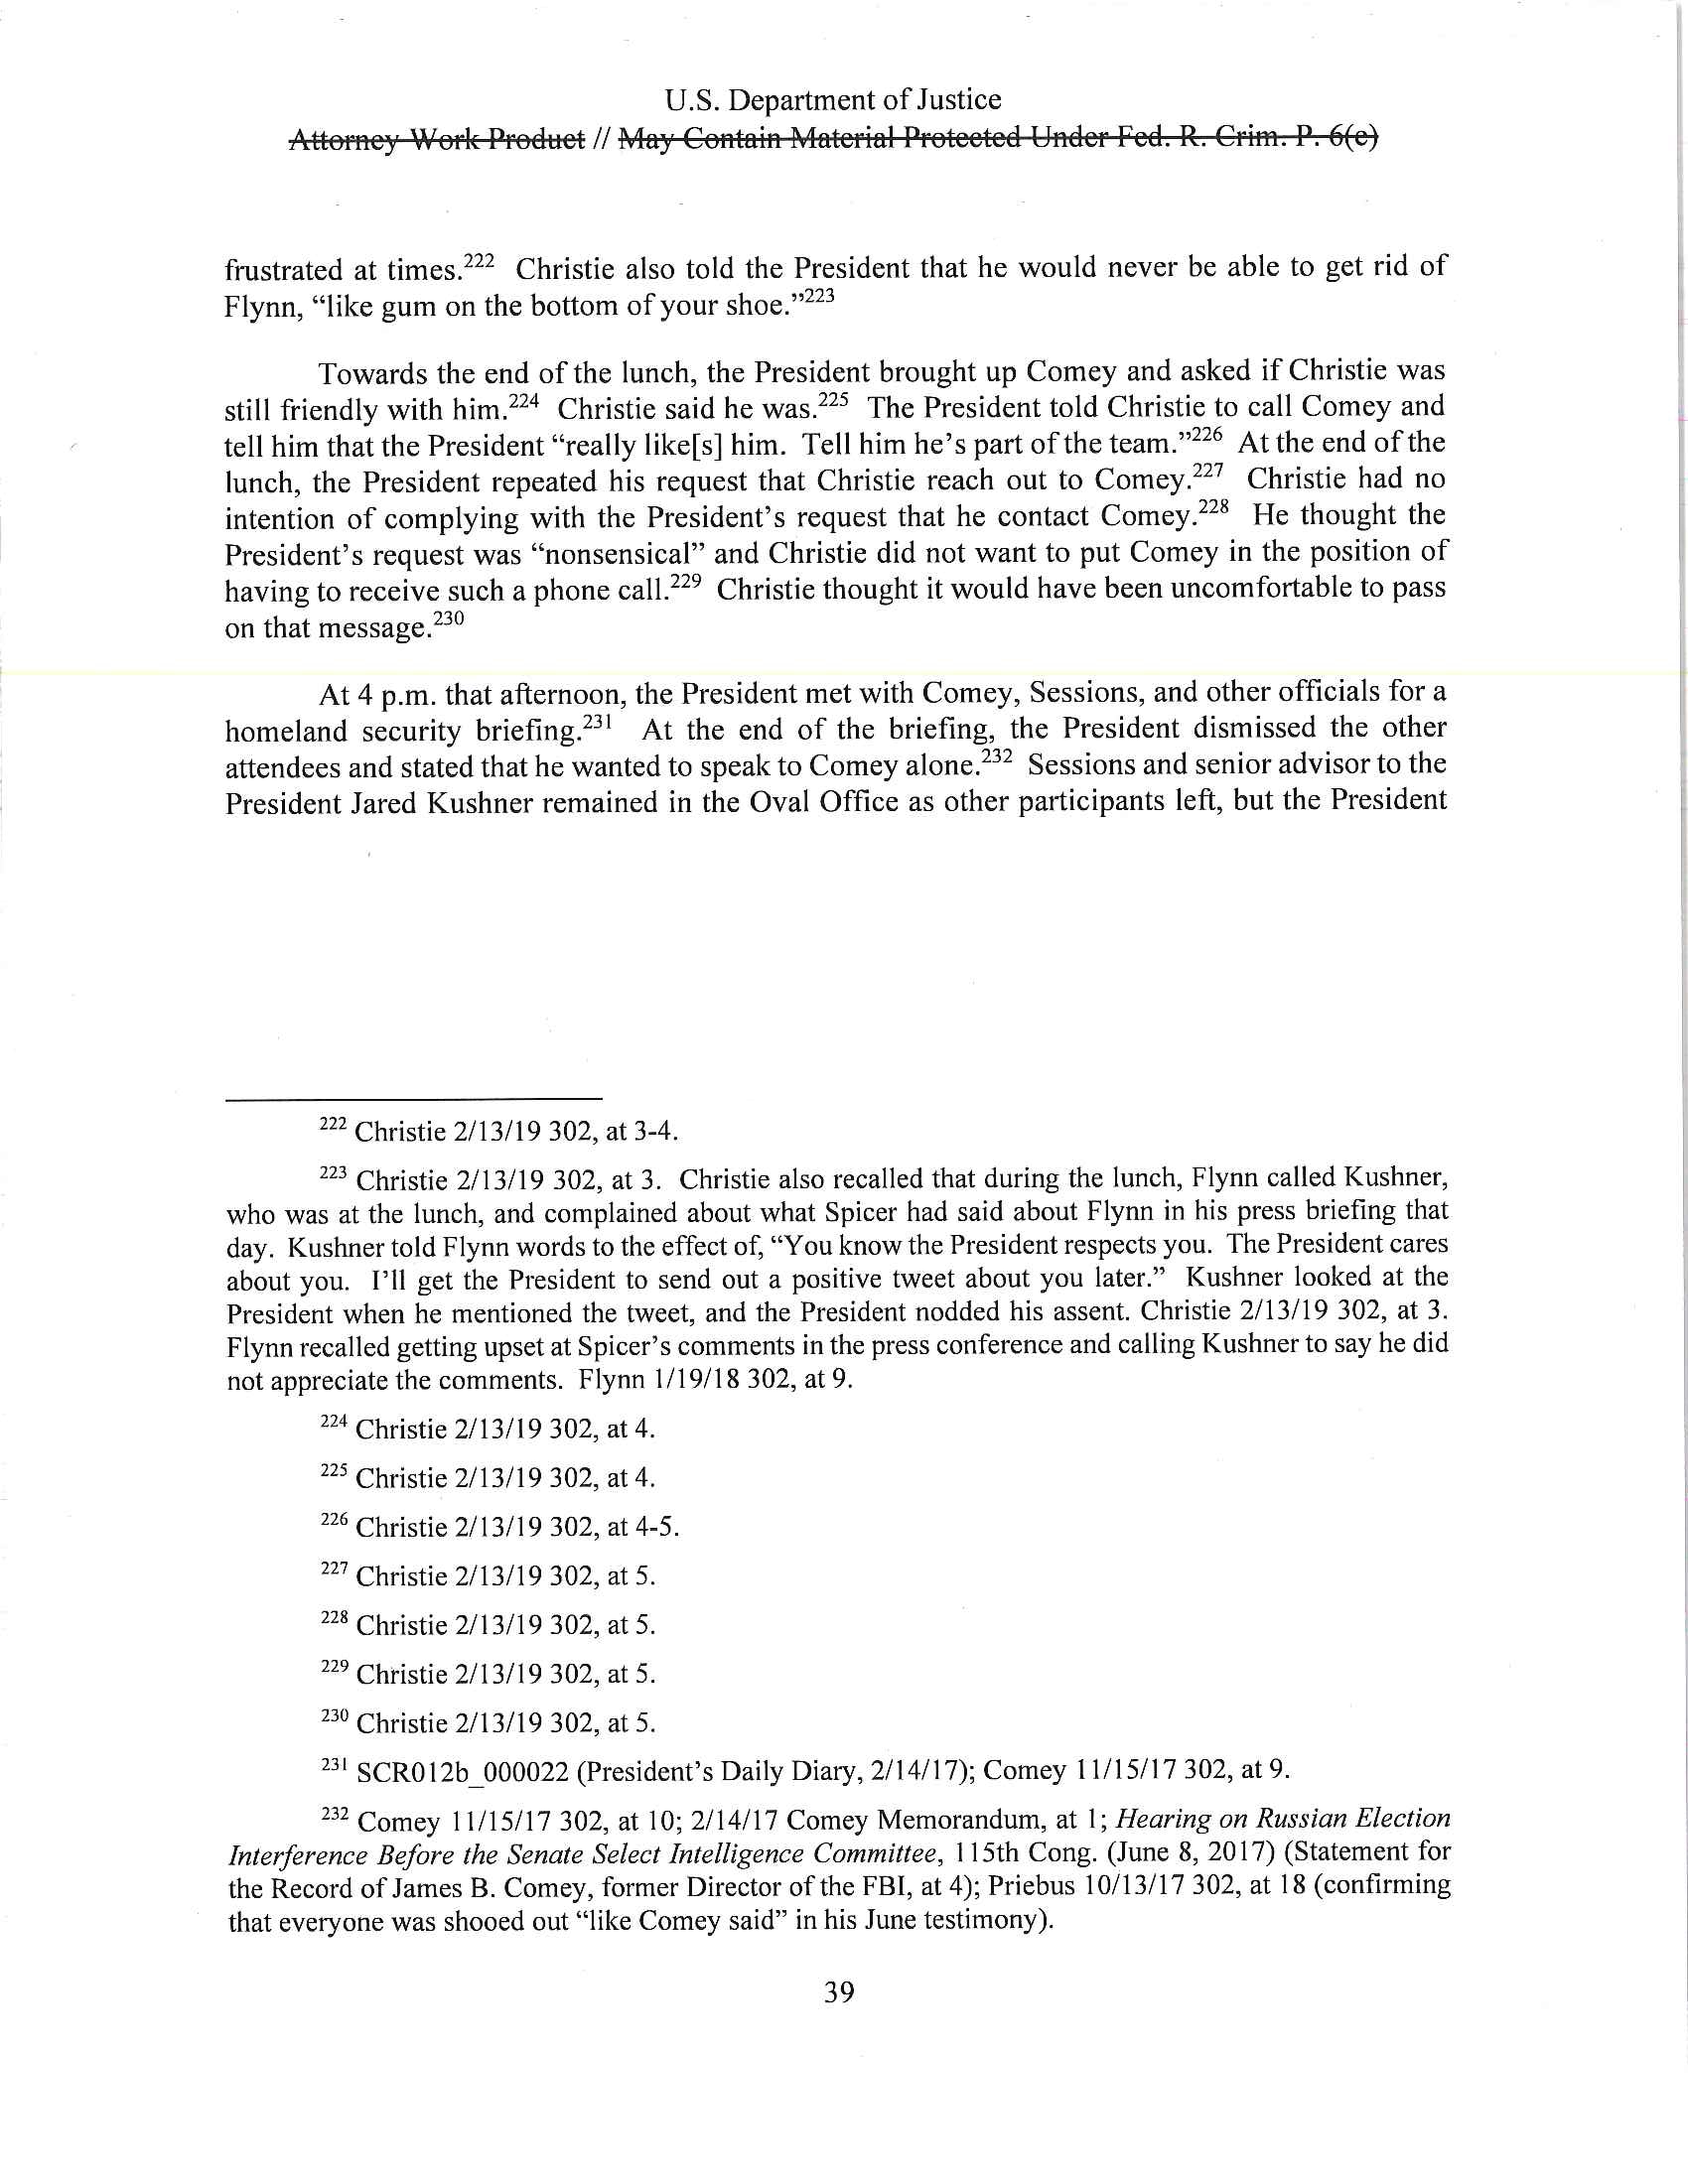 U.S. Department of Justice
Attorney Work Product // May Contain Material Protected Under Fed. R. Crim. P. 6(e)
frustrated at times.222 Christie also told the President that he would never be able to get rid of
Flynn, “like gum on the bottom of your shoe.”223
Towards the end of the lunch, the President brought up Comey and asked if Christie was
still friendly with him.224 Christie said he was.225 The President told Christie to call Comey and
tell him that the President “really like[s] him. Tell him he’s part of the team.”226 At the end of the
lunch, the President repeated his request that Christie reach out to Comey.227 Christie had no
intention of complying with the President’s request that he contact Comey.228 He thought the
President’s request was “nonsensical” and Christie did not want to put Comey in the position of
having to receive such a phone call.229 Christie thought it would have been uncomfortable to pass
on that message.230
At 4 p.m. that afternoon, the President met with Comey, Sessions, and other officials for a
homeland security briefing.231 At the end of the briefing, the President dismissed the other
attendees and stated that he wanted to speak to Comey alone.232 Sessions and senior advisor to the
President Jared Kushner remained in the Oval Office as other participants left, but the President
222 Christie 2/13/19 302, at 3-4.
223 Christie 2/13/19 302, at 3. Christie also recalled that during the lunch, Flynn called Kushner,
who was at the lunch, and complained about what Spicer had said about Flynn in his press briefing that
day. Kushner told Flynn words to the effect of, “You know the President respects you. The President cares
about you. I’ll get the President to send out a positive tweet about you later.” Kushner looked at the
President when he mentioned the tweet, and the President nodded his assent. Christie 2/13/19 302, at 3.
Flynn recalled getting upset at Spicer’s comments in the press conference and calling Kushner to say he did
not appreciate the comments. Flynn 1/19/18 302, at 9.
224 Christie 2/13/19 302, at 4.
225 Christie 2/13/19 302, at 4.
226 Christie 2/13/19 302, at 4-5.
227 Christie 2/13/19 302, at 5.
228 Christie 2/13/19 302, at 5.
229 Christie 2/13/19 302, at 5.
230 Christie 2/13/19 302, at 5.
231 SCR012b_000022 (President’s Daily Diary, 2/14/17); Comey 11/15/17 302, at 9.
232 Comey 11/15/17 302, at 10; 2/14/17 Comey Memorandum, at 1; Hearing on Russian Election
Interference Before the Senate Select Intelligence Committee, 115th Cong. (June 8, 2017) (Statement for
the Record of James B. Comey, former Director of the FBI, at 4); Priebus 10/13/17 302, at 18 (confirming
that everyone was shooed out “like Comey said” in his June testimony).
39